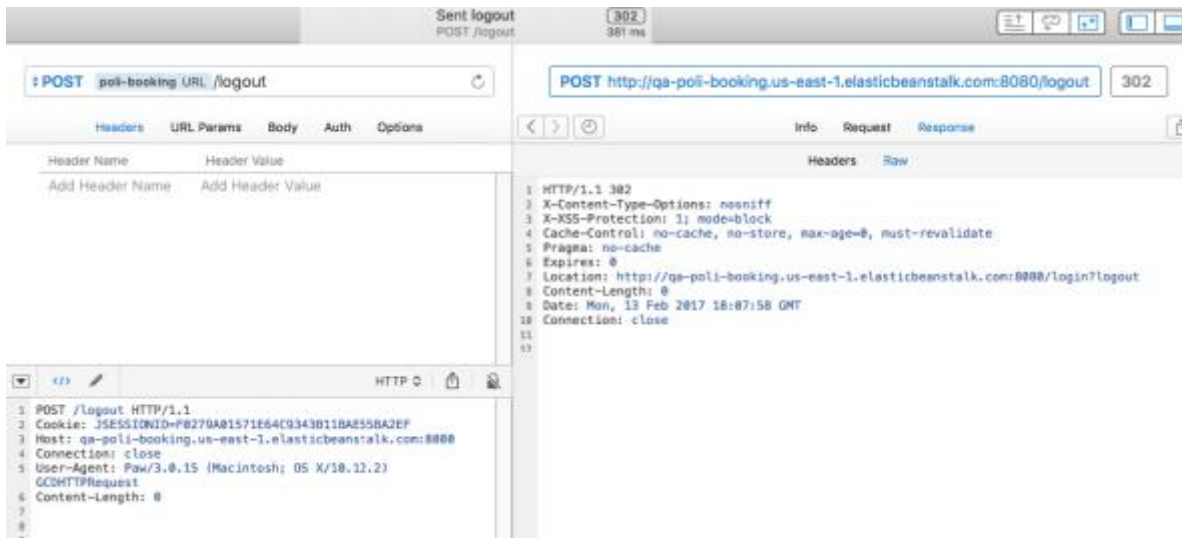 Sent logout
POST /logout
302
381 ms
POST poli-booking URL /logout
Headers URL Params Body Auth Options
Header Name Header Value
Add Header Name Add Header Value
HTTP
1 POST /logout HTTP/1.1
2 Cookie: JSESSIONID=F0279A01571E64C9343B118AE55BA2EF
3 Host: qa-poli-booking.us-east-1.elasticbeanstalk.com:8080
4 Connection: close
5 User-Agent: Paw/3.0.15 (Macintosh; OS X/10.12.2)
GCDHTTPRequest
6 Content-Length: 0
7
8
POST http://qa-poli-booking.us-east-1.elasticbeanstalk.com:8080/logout 302
Info Request Response
Headers Raw
1 HTTP/1.1 302
2 X-Content-Type-Options: nosniff
3 X-XSS-Protection: 1; mode=block
4 Cache-Control: no-cache, no-store, max-age=0, must-revalidate
5 Pragma: no-cache
6 Expires: 0
7 Location: http://qa-poli-booking.us-east-1.elasticbeanstalk.com:8080/login?logout
8 Content-Length: 0
9 Date: Mon, 13 Feb 2017 18:07:58 GMT
10 Connection: close
11
12